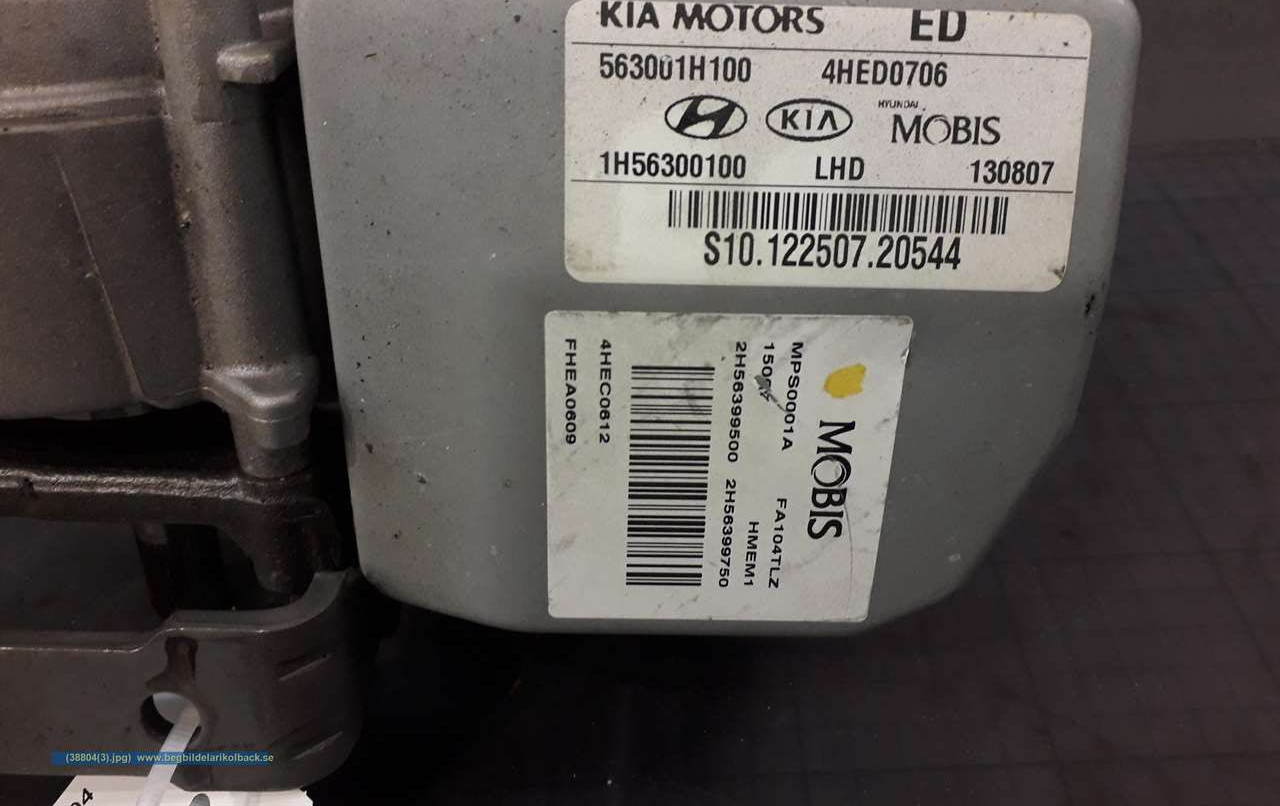 KIA MOTORS ED
563001H100 4HED0706
KIA HYUNDAI MOBIS
1H56300100 LHD 130807
S10.122507.20544
MOBIS
MPS0001A FA104TLZ
HMEM1
2H56399500 2H56399750
4HEC0612
FHEA0609
(38804(3).jpg) www.begbildelarikolback.se